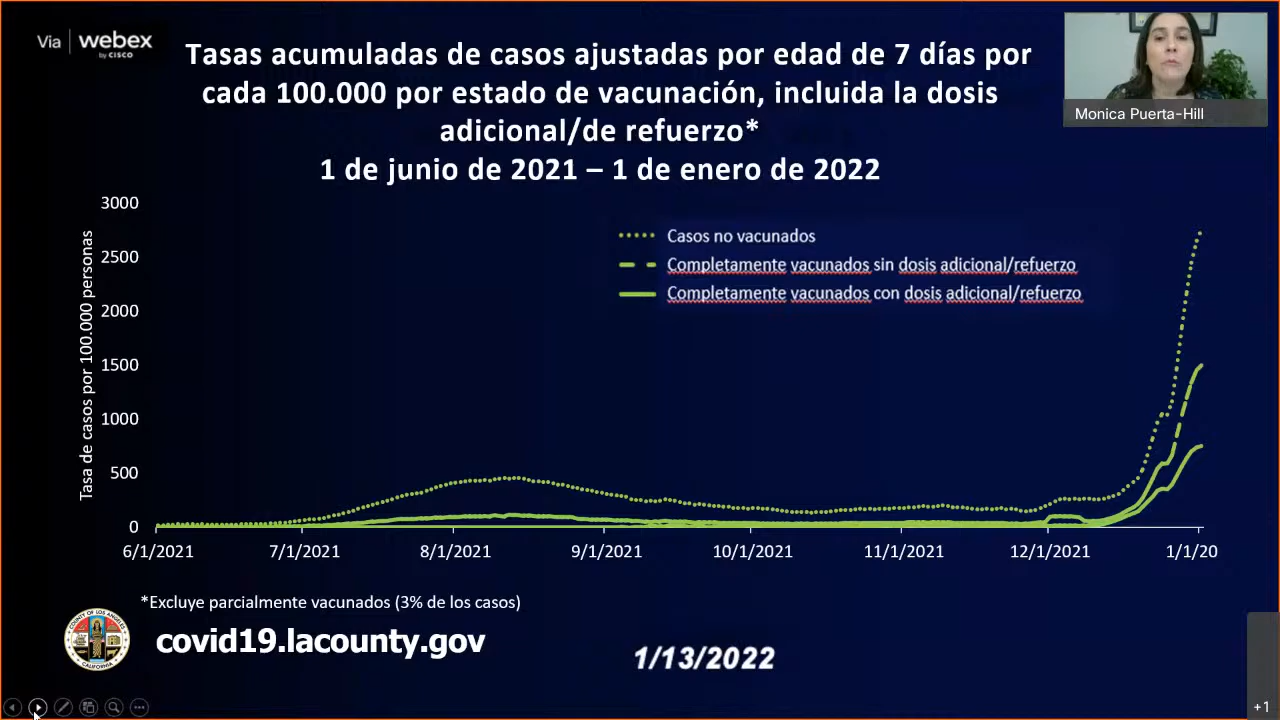 Via webex
by CISCO
Tasas acumuladas de casos ajustadas por edad de 7 días por
cada 100.000 por estado de vacunación, incluida la dosis
adicional/de refuerzo*
1 de junio de 2021 – 1 de enero de 2022
Monica Puerta-Hill
Tasa de casos por 100.000 personas
3000
2500
2000
1500
1000
500
0
Casos no vacunados
Completamente vacunados sin dosis adicional/refuerzo
Completamente vacunados con dosis adicional/refuerzo
6/1/2021 7/1/2021 8/1/2021 9/1/2021 10/1/2021 11/1/2021 12/1/2021 1/1/20
*Excluye parcialmente vacunados (3% de los casos)
COUNTY OF LOS ANGELES
CALIFORNIA
covid19.lacounty.gov
1/13/2022
+1